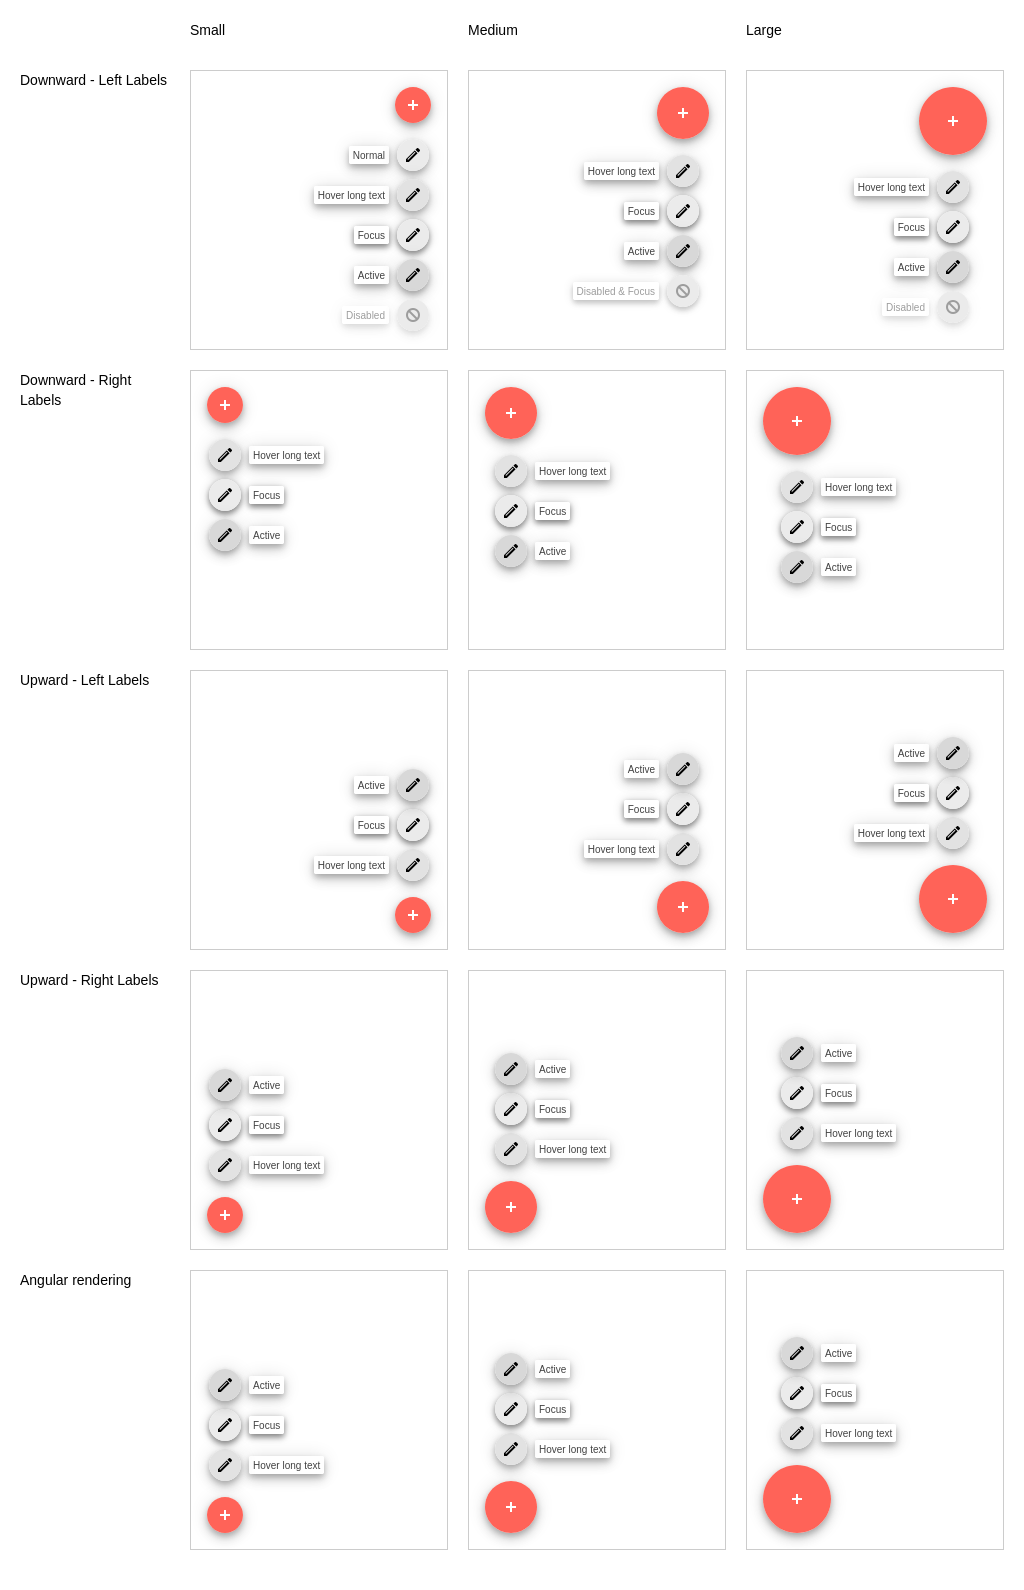 Small
Medium
Large
Downward - Left Labels
Normal
Hover long text
Focus
Active
Disabled
Hover long text
Focus
Active
Disabled & Focus
Hover long text
Focus
Active
Disabled
Downward - Right
Labels
Hover long text
Focus
Active
Hover long text
Focus
Active
Hover long text
Focus
Active
Upward - Left Labels
Active
Focus
Hover long text
Active
Focus
Hover long text
Active
Focus
Hover long text
Upward - Right Labels
Active
Focus
Hover long text
Active
Focus
Hover long text
Active
Focus
Hover long text
Angular rendering
Active
Focus
Hover long text
Active
Focus
Hover long text
Active
Focus
Hover long text